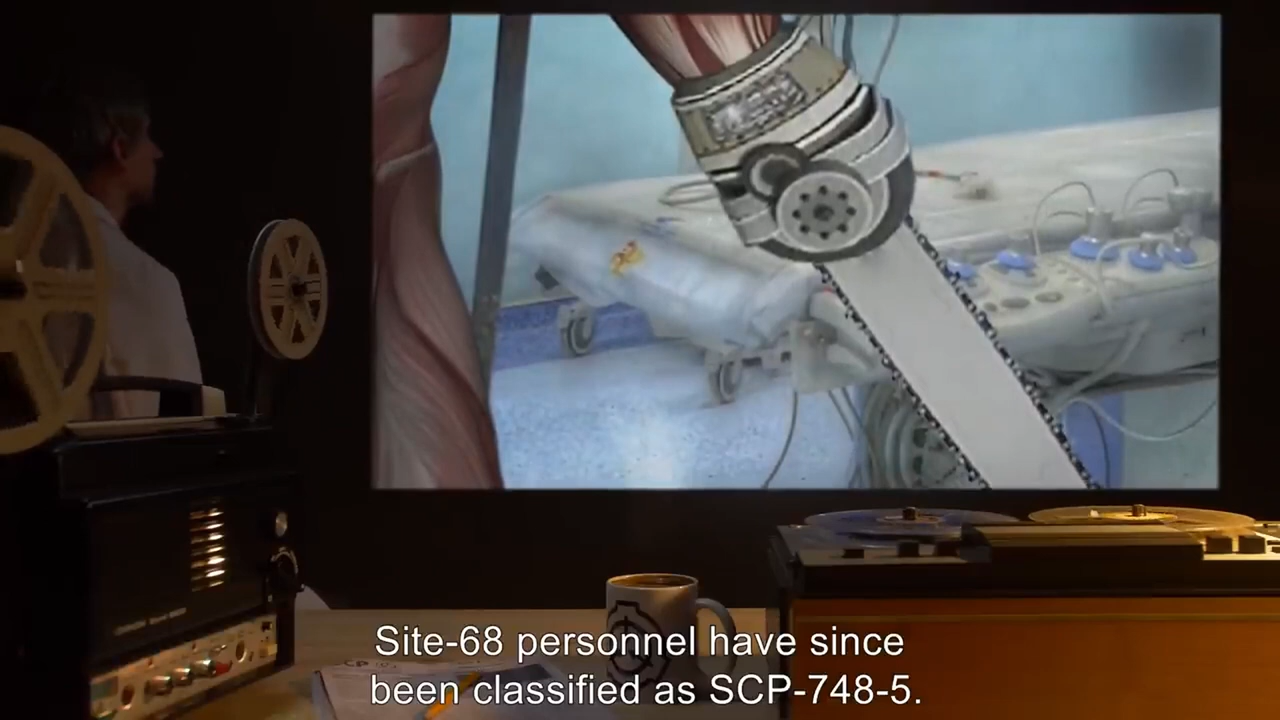 Site-68 personnel have since
been classified as SCP-748-5.